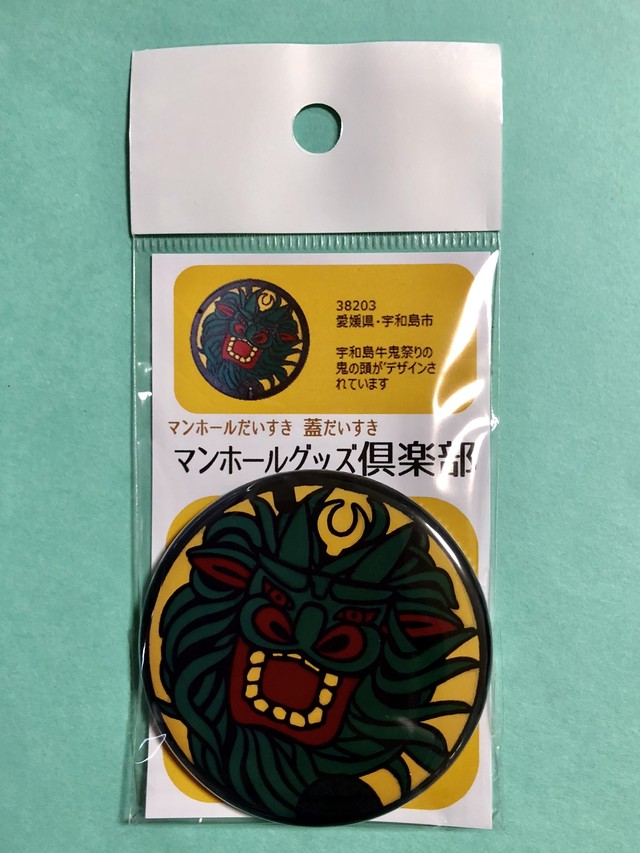 38203
愛媛県・宇和島市
宇和島牛鬼祭りの
鬼の頭がデザインさ
れています
マンホールだいすき 蓋だいすき
マンホールグッズ倶楽部